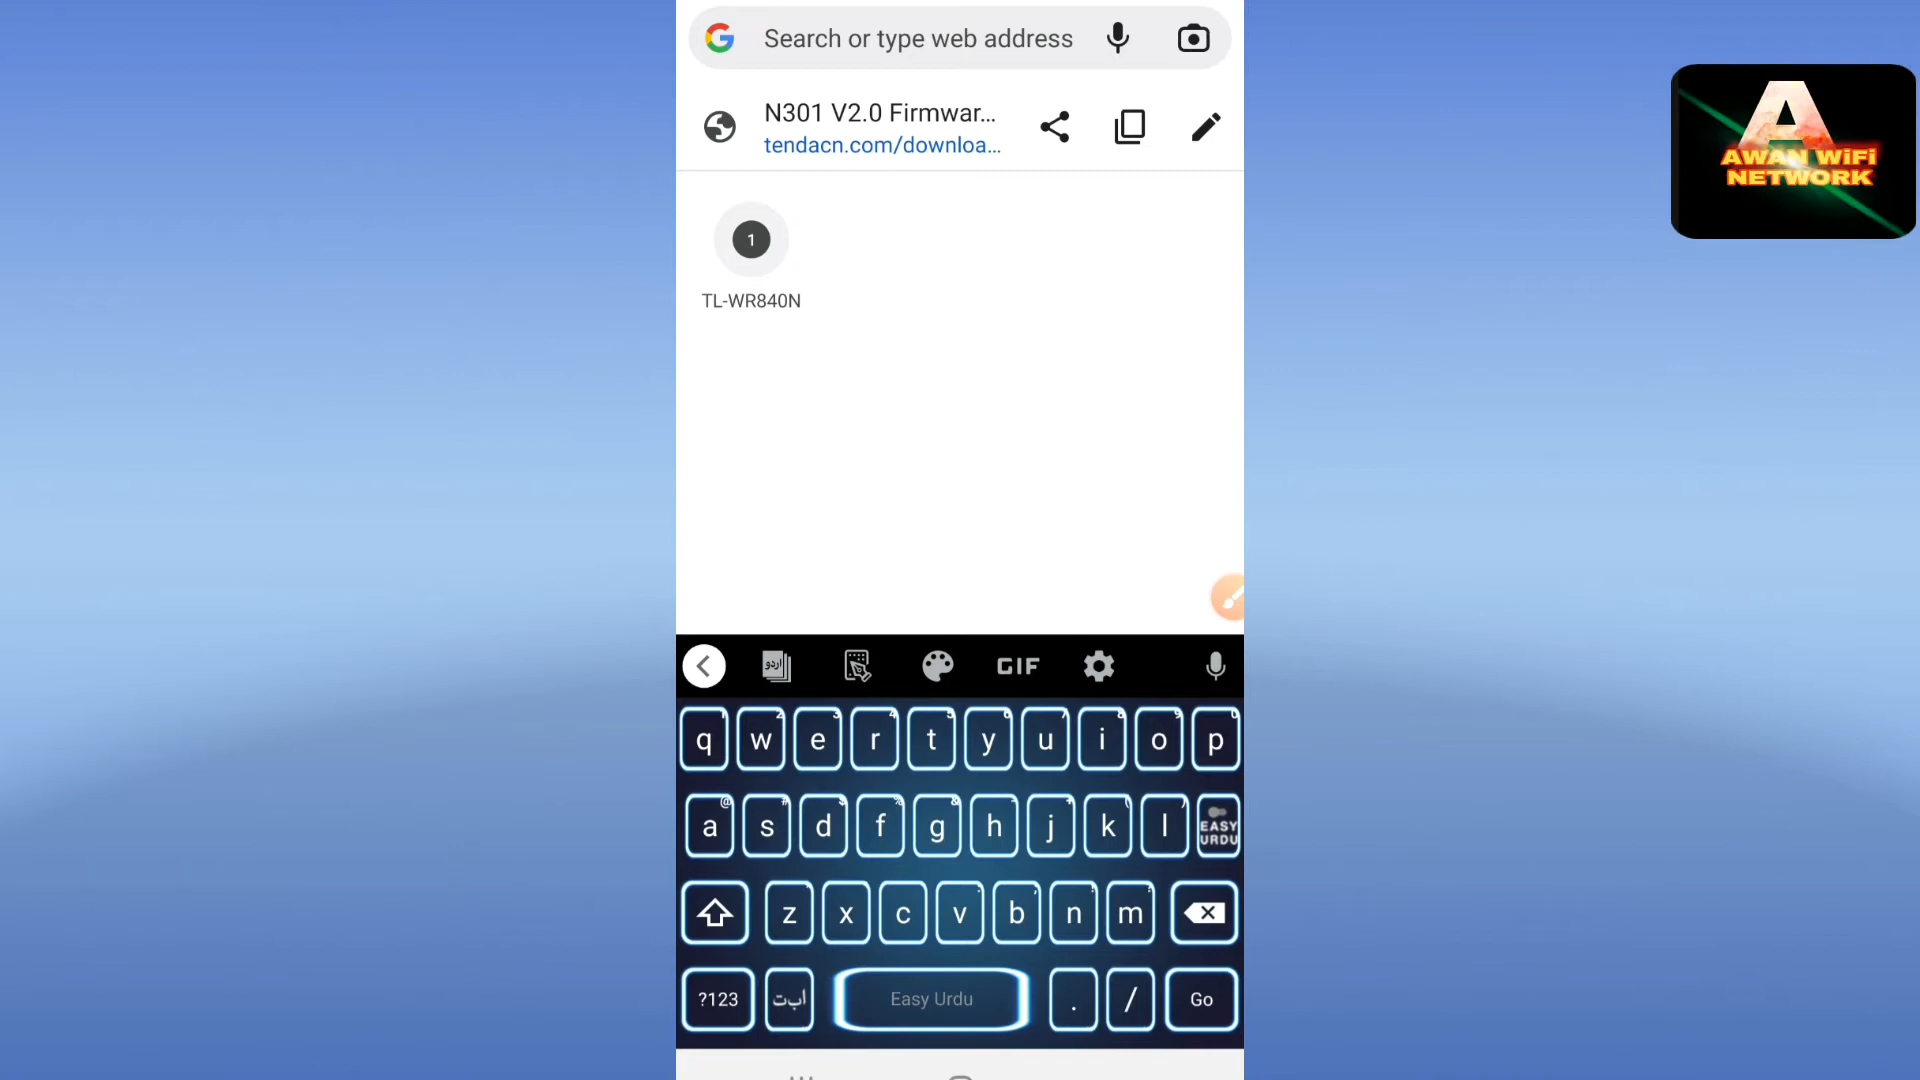 Search or type web address
N301 V2.0 Firmwar...
tendacn.com/downloa...
1
TL-WR840N
A
AWAN WiFi
NETWORK
اردو
GIF
q w e r t y u i o p
a s d f g h j k l EASY URDU
z x c v b n m
?123 ابت Easy Urdu . / Go